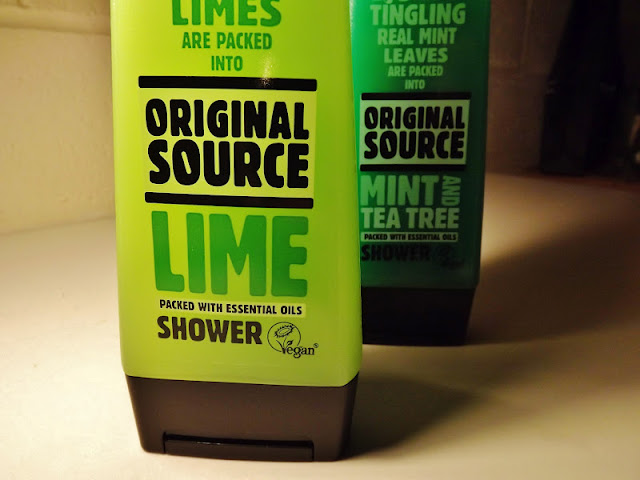 LIMES
ARE PACKED
INTO
ORIGINAL
SOURCE
LIME
PACKED WITH ESSENTIAL OILS
SHOWER
Vegan
TINGLING
REAL MINT
LEAVES
ARE PACKED
INTO
ORIGINAL
SOURCE
MINT AND
TEA TREE
PACKED WITH ESSENTIAL OILS
SHOWER
Vegan